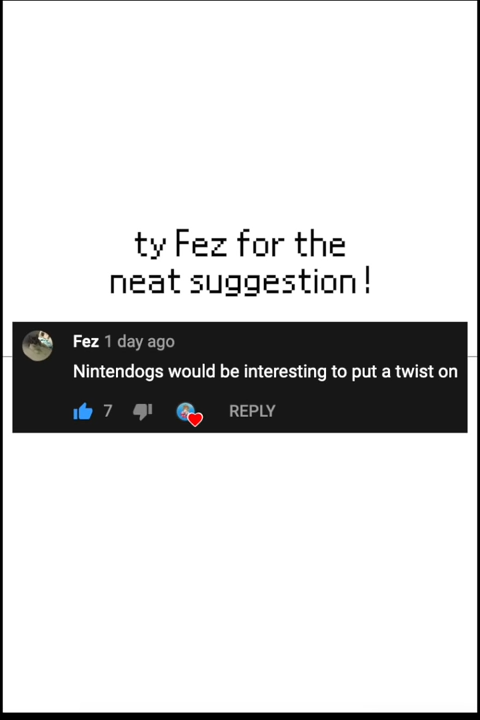 ty Fez for the
neat suggestion!
Fez 1 day ago
Nintendogs would be interesting to put a twist on
7 REPLY